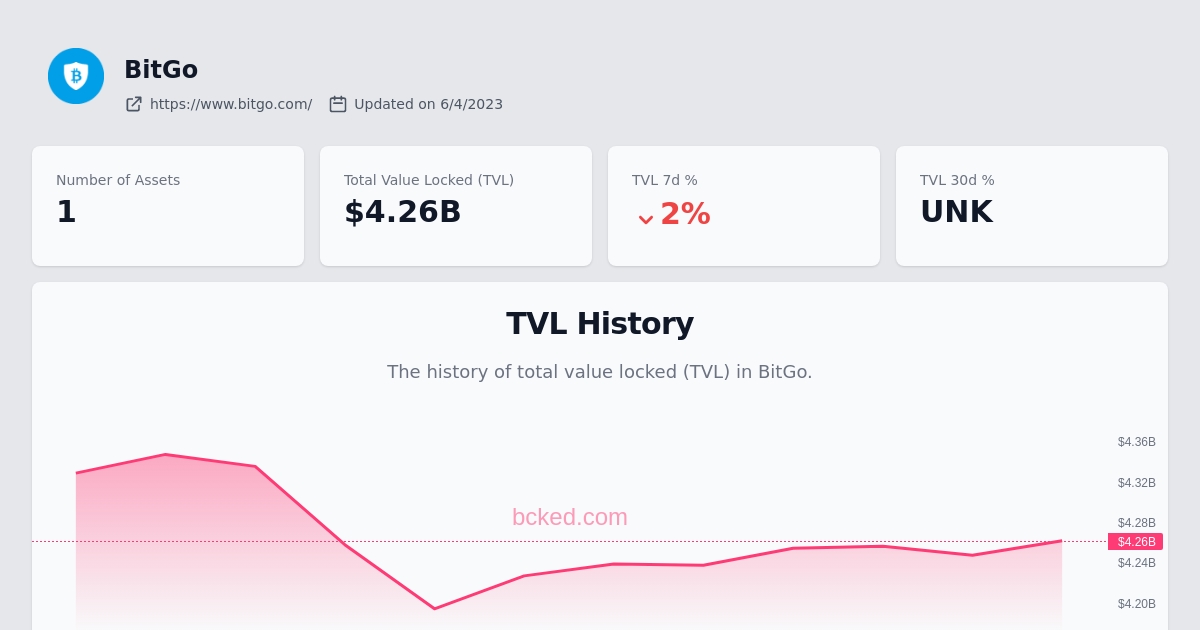 BitGo
https://www.bitgo.com/ Updated on 6/4/2023
Number of Assets
1
Total Value Locked (TVL)
$4.26B
TVL 7d %
2%
TVL 30d %
UNK
TVL History
The history of total value locked (TVL) in BitGo.
$4.36B
$4.32B
bcked.com
$4.28B
$4.26B
$4.24B
$4.20B